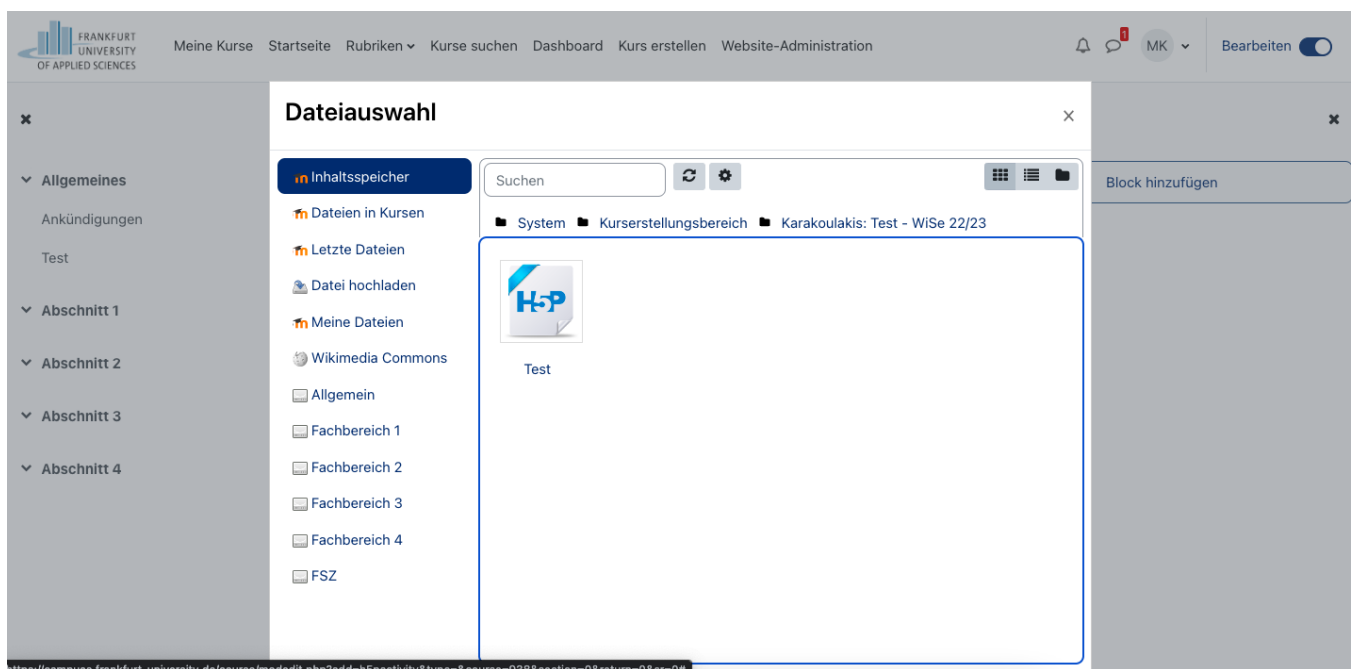 FRANKFURT
UNIVERSITY
OF APPLIED SCIENCES
Meine Kurse Startseite Rubriken Kurse suchen Dashboard Kurs erstellen Website-Administration
1
MK
Bearbeiten
Dateiauswahl
Allgemeines
Ankündigungen
Test
Abschnitt 1
Abschnitt 2
Abschnitt 3
Abschnitt 4
Inhaltsspeicher
Dateien in Kursen
Letzte Dateien
Datei hochladen
Meine Dateien
Wikimedia Commons
Allgemein
Fachbereich 1
Fachbereich 2
Fachbereich 3
Fachbereich 4
FSZ
Suchen
System Kurserstellungsbereich Karakoulakis: Test - WiSe 22/23
H5P
Test
Block hinzufügen